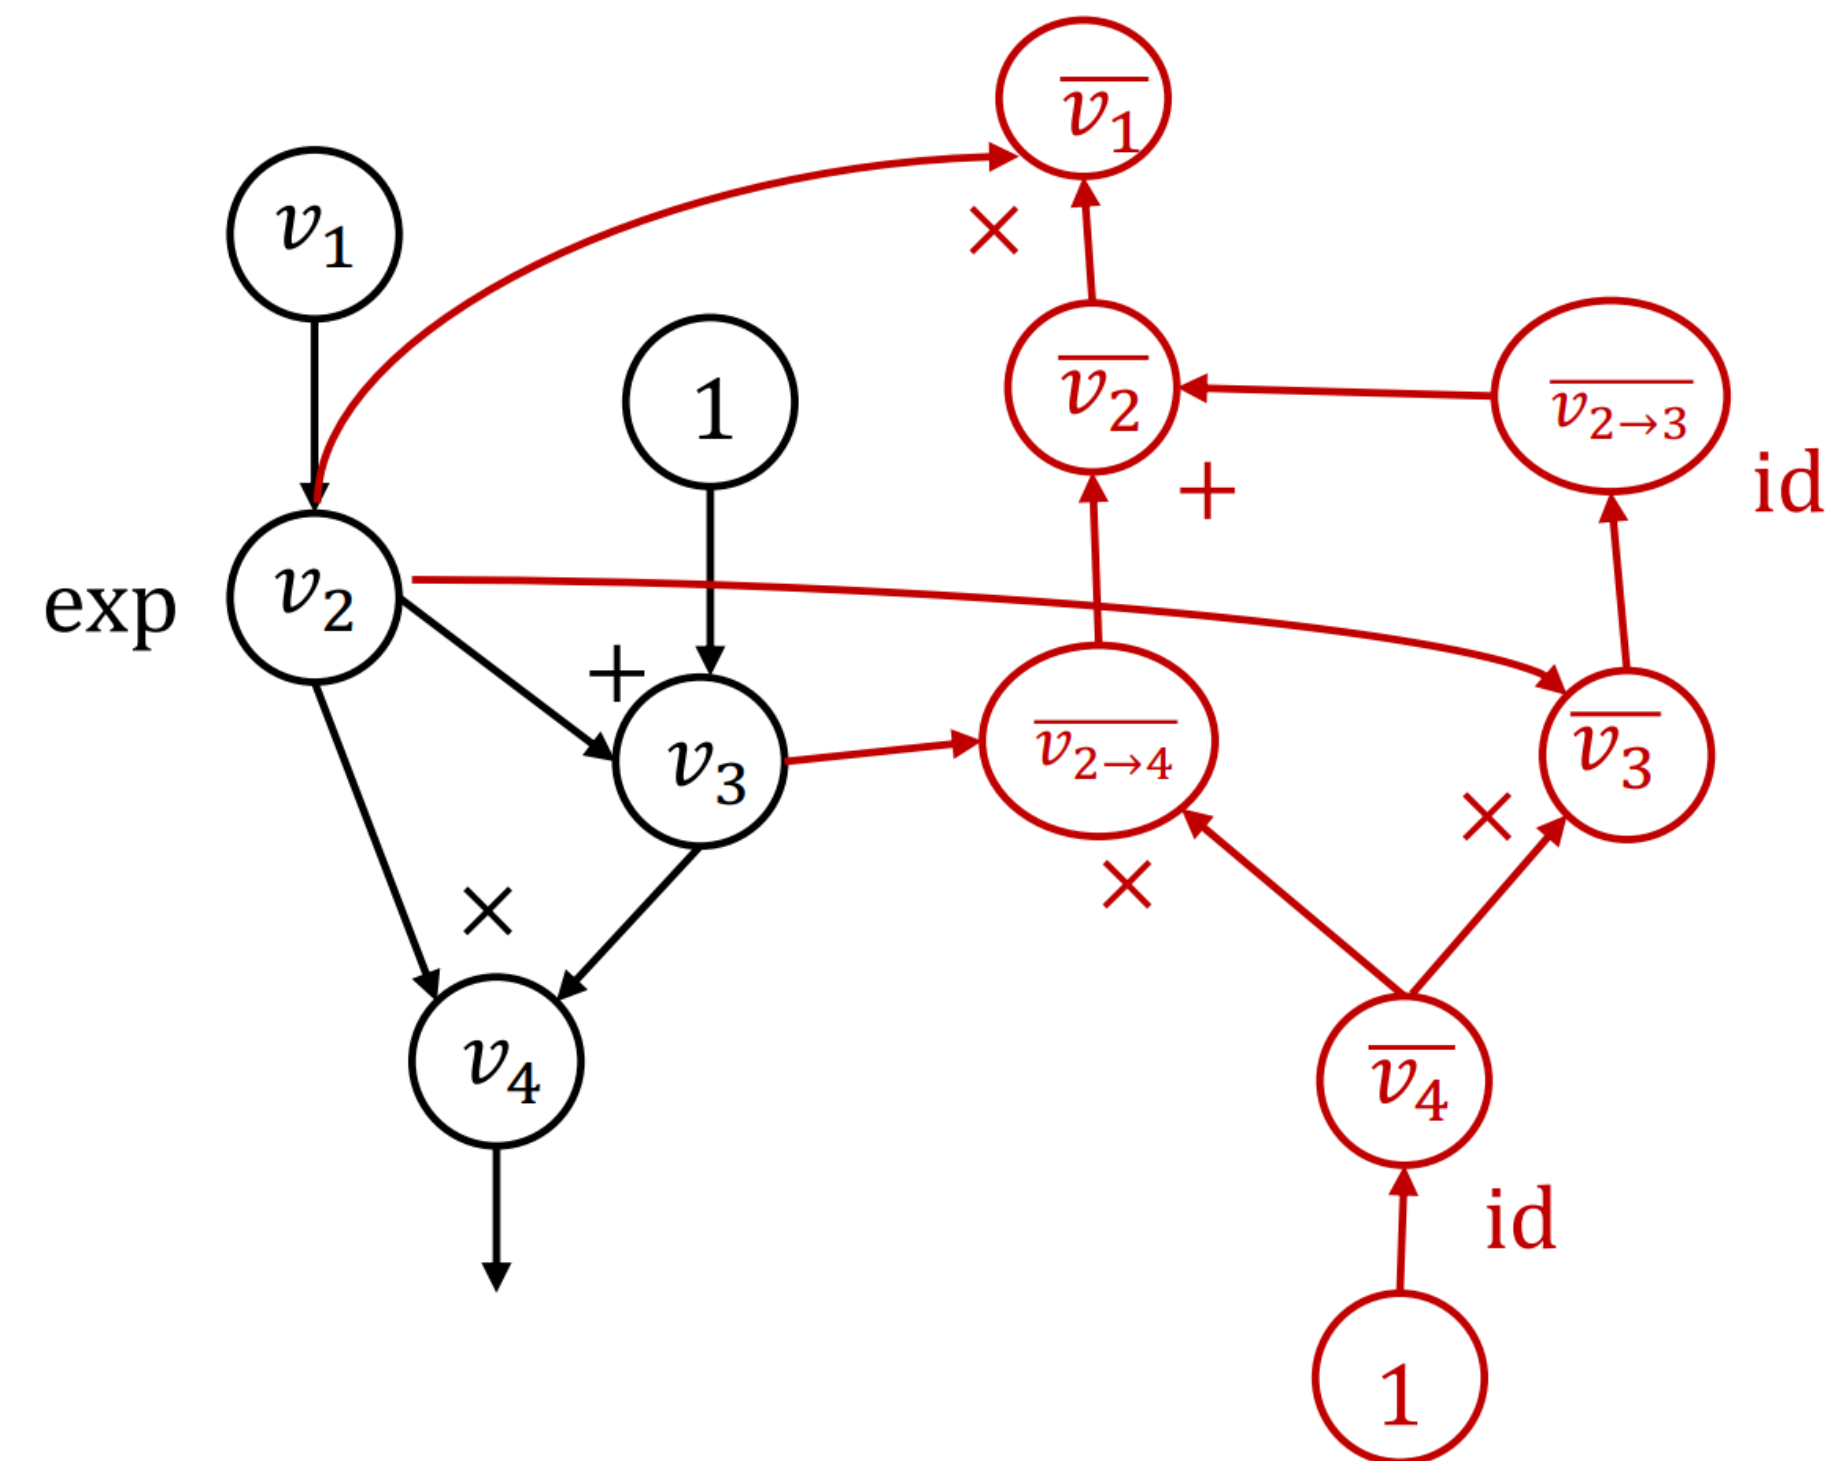 v̅₁
v₁
×
1
v̅₂
v̅₂→₃
+
id
exp
v₂
+
v₃
v̅₂→₄
v̅₃
×
×
×
v₄
v̅₄
id
1